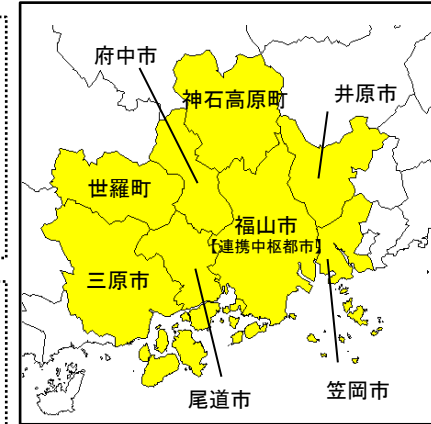 府中市
神石高原町
井原市
世羅町
福山市
【連携中枢都市】
三原市
尾道市
笠岡市